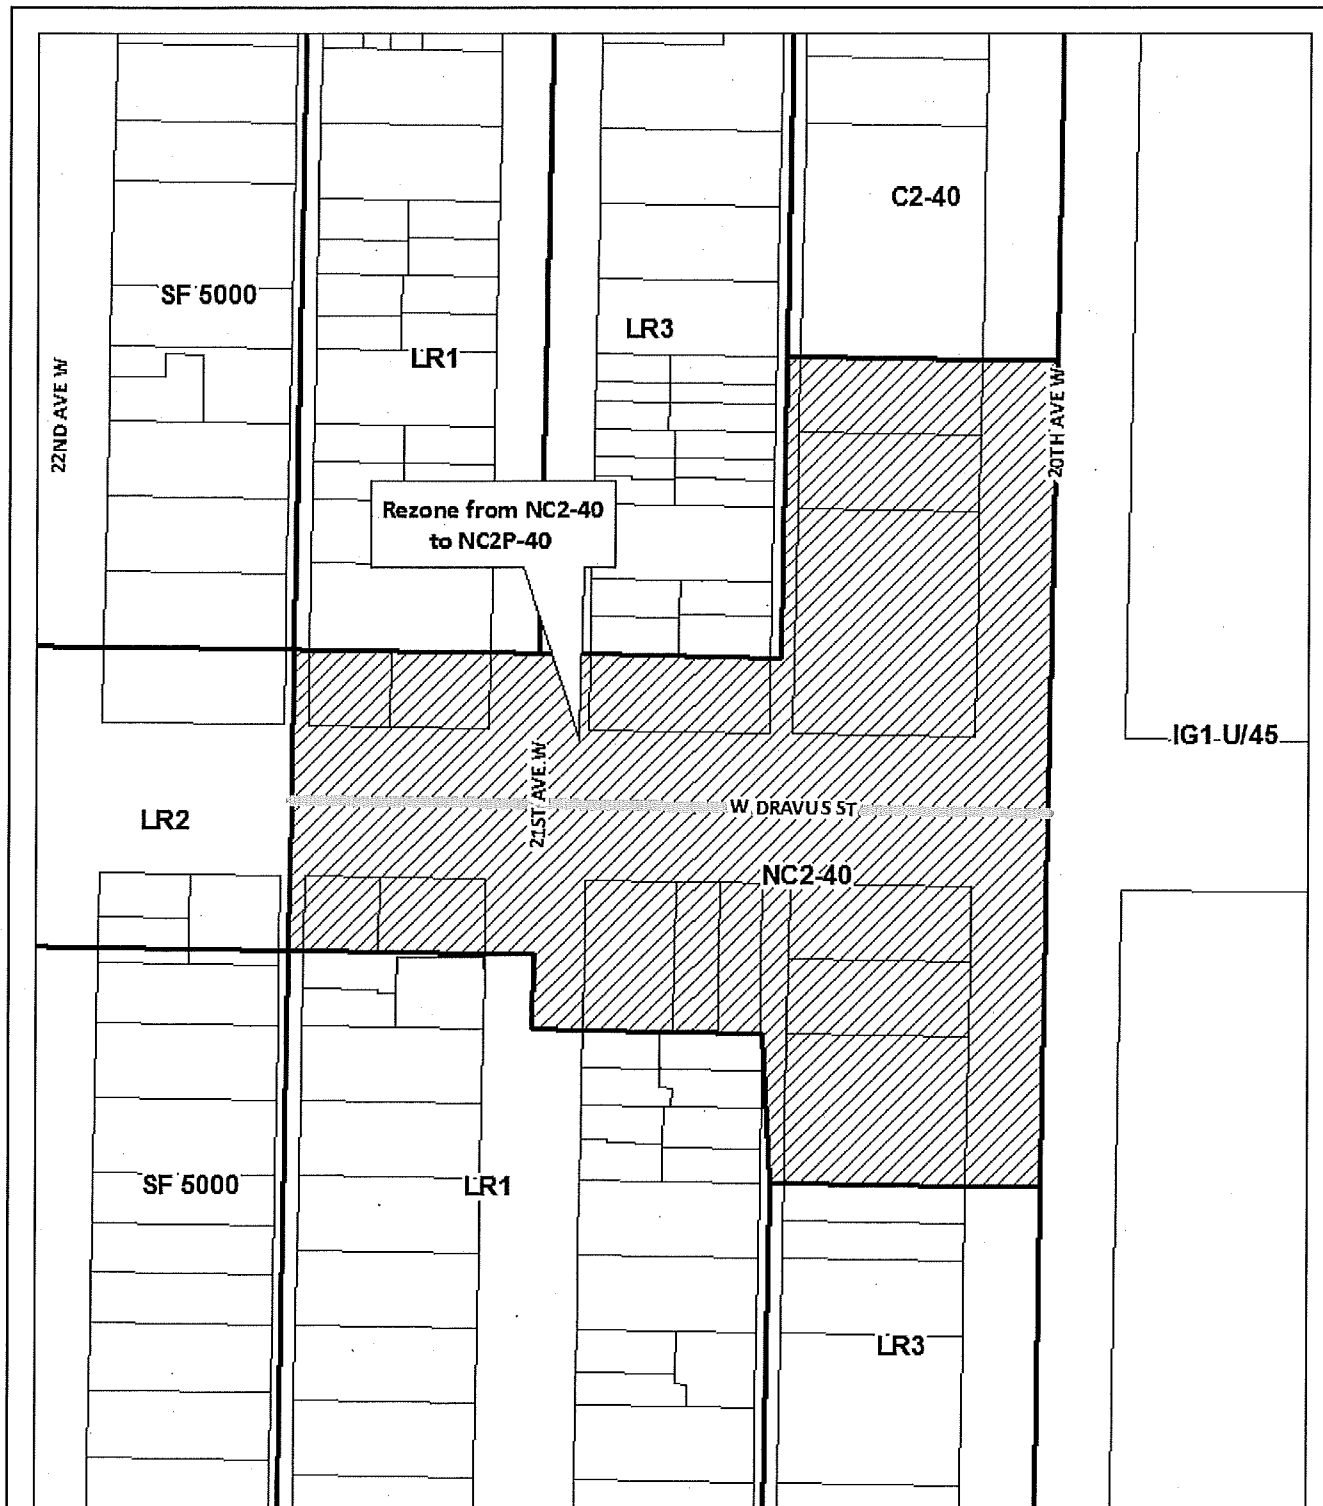 C2-40
SF 5000
LR3
LR1
22ND AVE W
20TH AVE W
Rezone from NC2-40
to NC2P-40
IG1 U/45
21ST AVE W
W DRAVUS ST
LR2
NC2-40
SF 5000
LR1
LR3